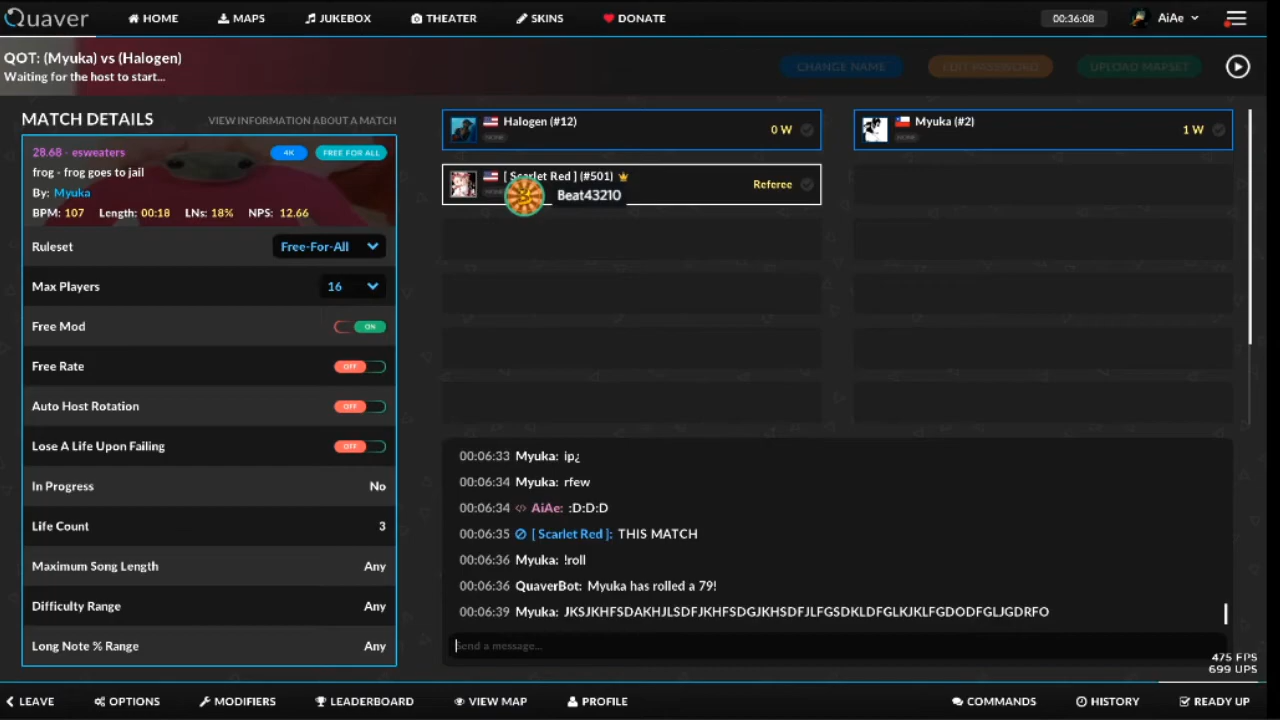 Quaver
HOME
MAPS
JUKEBOX
THEATER
SKINS
DONATE
00:36:08
AiAe
QOT: (Myuka) vs (Halogen)
Waiting for the host to start...
CHANGE NAME
EDIT PASSWORD
UPLOAD MAPSET
MATCH DETAILS
VIEW INFORMATION ABOUT A MATCH
28.68 - esweaters
4K
FREE FOR ALL
frog - frog goes to jail
By: Myuka
BPM: 107 Length: 00:18 LNs: 18% NPS: 12.66
Ruleset
Free-For-All
Max Players
16
Free Mod
ON
Free Rate
OFF
Auto Host Rotation
OFF
Lose A Life Upon Failing
OFF
In Progress
No
Life Count
3
Maximum Song Length
Any
Difficulty Range
Any
Long Note % Range
Any
Halogen (#12)
NONE
0 W
Myuka (#2)
NONE
1 W
[ Scarlet Red ] (#501)
Referee
Beat43210
00:06:33 Myuka: ip¿
00:06:34 Myuka: rfew
00:06:34 AiAe: :D:D:D
00:06:35 [ Scarlet Red ]: THIS MATCH
00:06:36 Myuka: !roll
00:06:36 QuaverBot: Myuka has rolled a 79!
00:06:39 Myuka: JKSJKHFSDAKHJLSDFJKHFSDGJKHSDFJLFGSDKLDFGLKJKLFGDODFGLJGDRFO
Send a message...
475 FPS
699 UPS
LEAVE
OPTIONS
MODIFIERS
LEADERBOARD
VIEW MAP
PROFILE
COMMANDS
HISTORY
READY UP